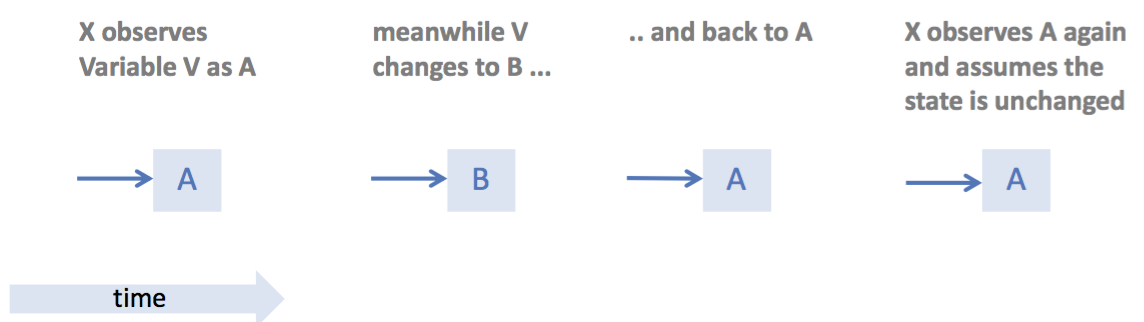 X observes
Variable V as A
meanwhile V
changes to B ...
.. and back to A
X observes A again
and assumes the
state is unchanged
A
B
A
A
time